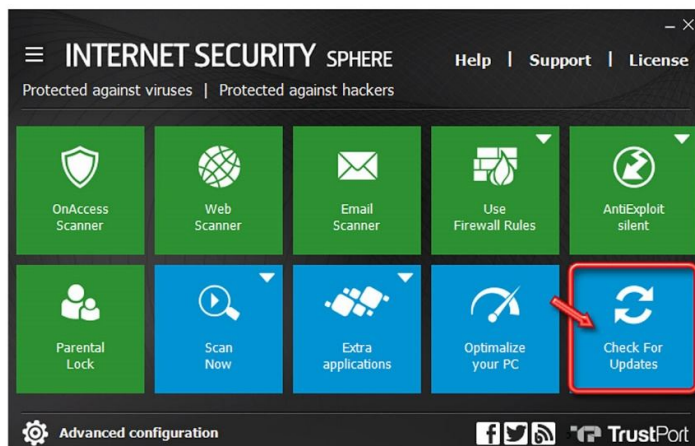 INTERNET SECURITY SPHERE
Help | Support | License
Protected against viruses | Protected against hackers
OnAccess
Scanner
Web
Scanner
Email
Scanner
Use
Firewall Rules
AntiExploit
silent
Parental
Lock
Scan
Now
Extra
applications
Optimalize
your PC
Check For
Updates
Advanced configuration
TrustPort